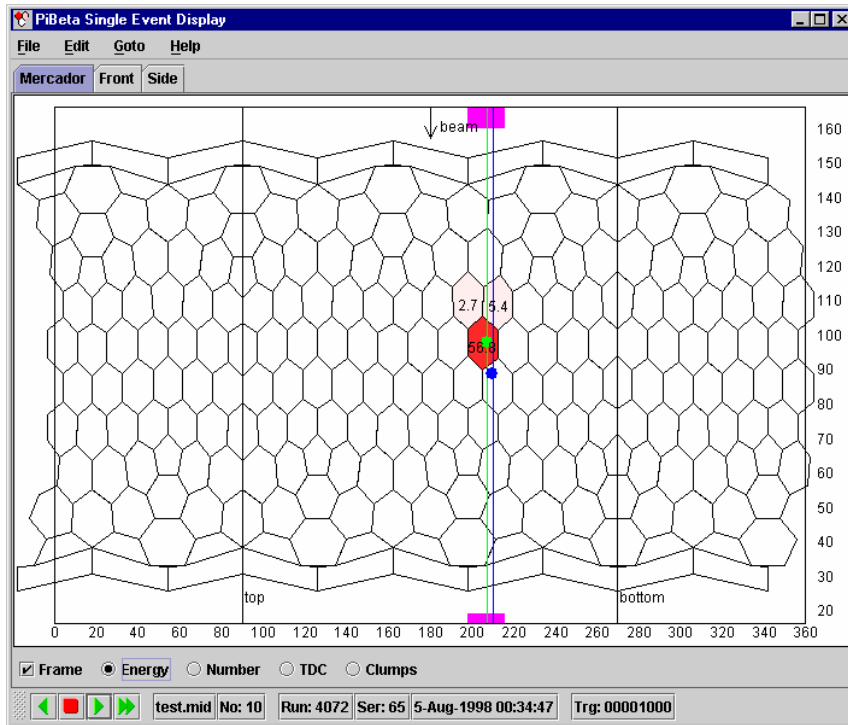 PiBeta Single Event Display
File Edit Goto Help
Mercador Front Side
beam
160
150
140
130
120
110
100
90
80
70
60
50
40
30
20
2.7 5.4
56.8
top bottom
0 20 40 60 80 100 120 140 160 180 200 220 240 260 280 300 320 340 360
Frame Energy Number TDC Clumps
test.mid No: 10 Run: 4072 Ser: 65 5-Aug-1998 00:34:47 Trg: 00001000